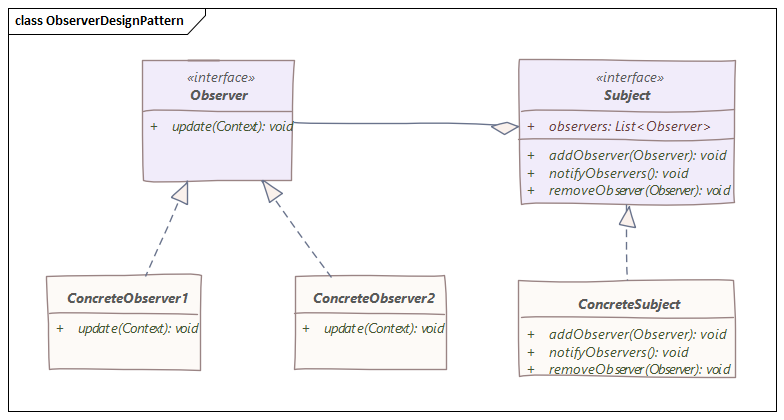 class ObserverDesignPattern
«interface»
Observer
+ update(Context): void
«interface»
Subject
+ observers: List<Observer>
+ addObserver(Observer): void
+ notifyObservers(): void
+ removeObserver(Observer): void
ConcreteObserver1
+ update(Context): void
ConcreteObserver2
+ update(Context): void
ConcreteSubject
+ addObserver(Observer): void
+ notifyObservers(): void
+ removeObserver(Observer): void